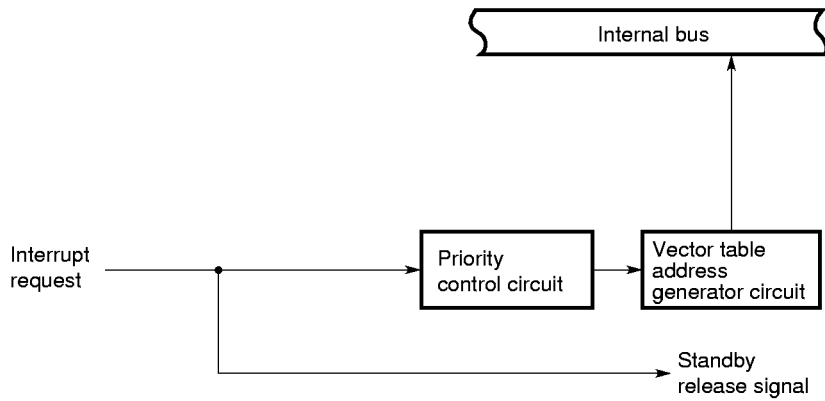 Internal bus
Interrupt
request
Priority
control circuit
Vector table
address
generator circuit
Standby
release signal